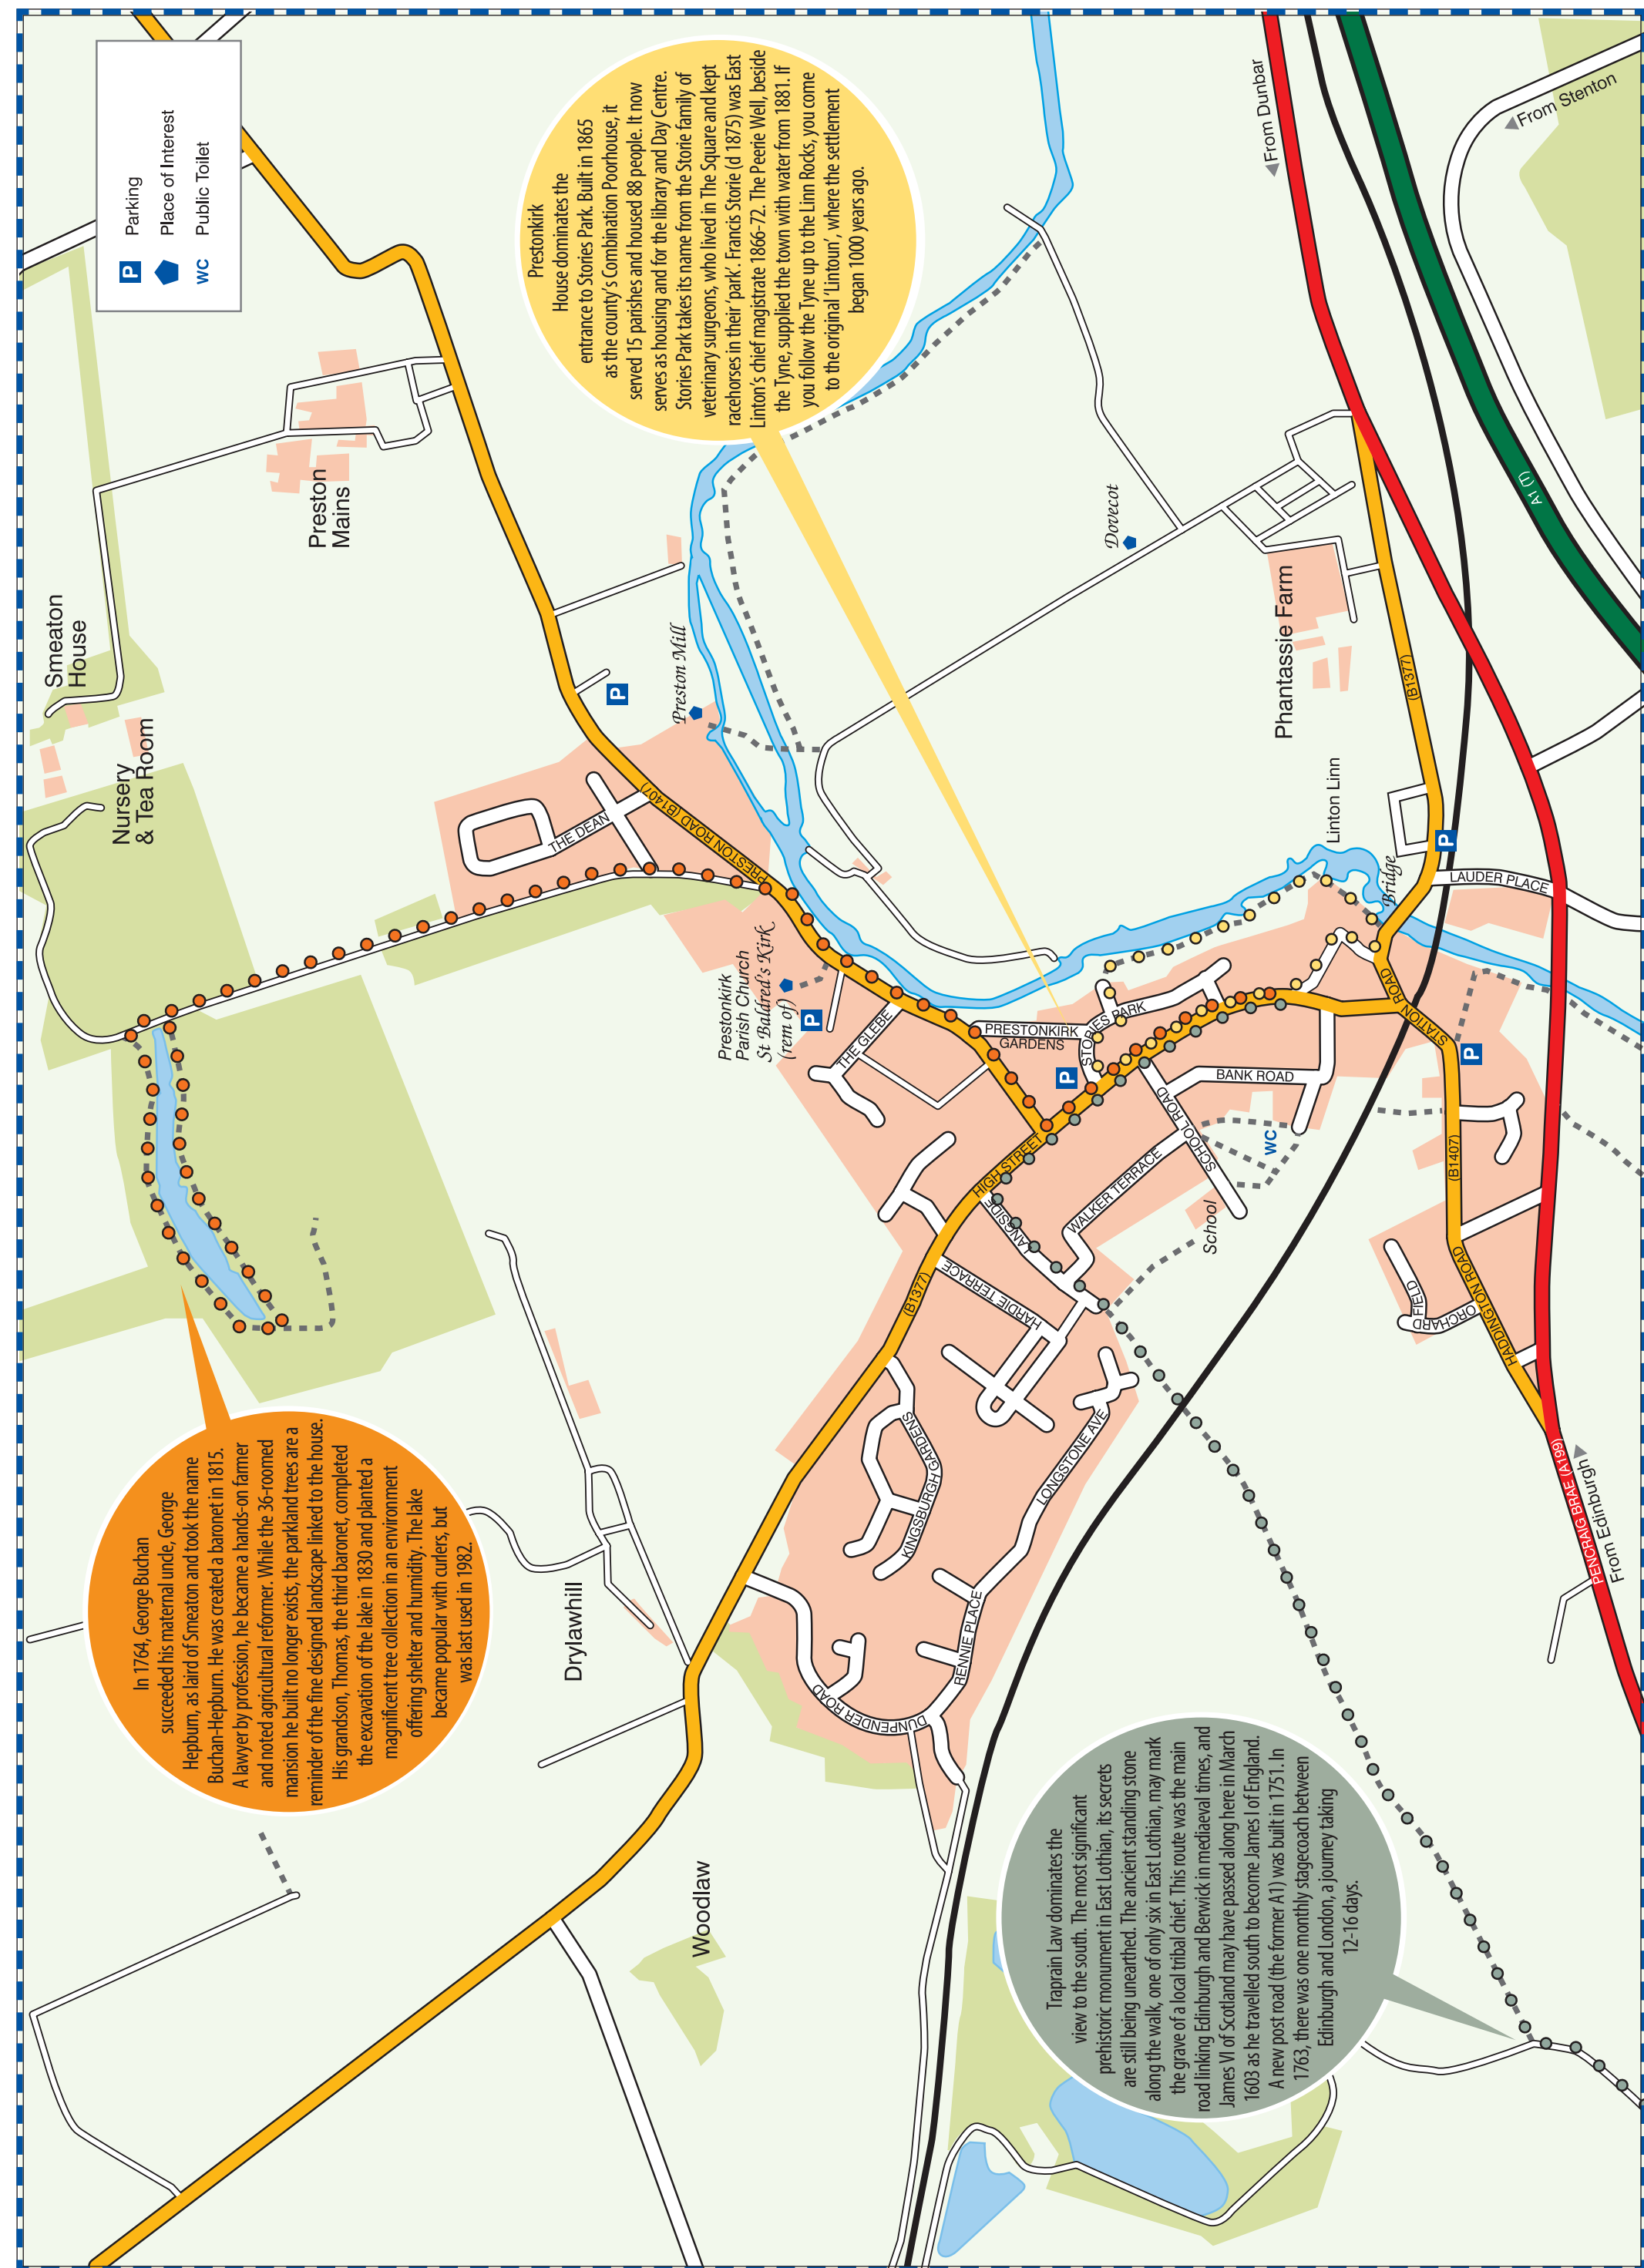 Parking
Place of Interest
WC Public Toilet
P
P
Smeaton
House
Nursery
& Tea Room
Preston
Mains
Preston Mill
P
THE DEAN
PRESTON ROAD (B1407)
Prestonkirk
Parish Church
St Baldred's Kirk
(rem of)
P
THE GLEBE
PRESTONKIRK
GARDENS
STORIES PARK
P
HIGH STREET
BANK ROAD
SCHOOL ROAD
WC
School
WALKER TERRACE
LANGSIDE
HARDIE TERRACE
(B1377)
KINGSBURGH GARDENS
LONGSTONE AVE
RENNIE PLACE
DUNPENDER ROAD
Drylawhill
Woodlaw
Dovecot
Phantassie Farm
(B1377)
Linton Linn
Bridge
P
LAUDER PLACE
STATION ROAD
P
(B1407)
ORCHARD
FIELD
HADDINGTON ROAD
PENCRAIG BRAE (A199)
From Edinburgh
From Dunbar
A1 (T)
From Stenton
In 1764, George Buchan
succeeded his maternal uncle, George
Hepburn, as laird of Smeaton and took the name
Buchan-Hepburn. He was created a baronet in 1815.
A lawyer by profession, he became a hands-on farmer
and noted agricultural reformer. While the 36-roomed
mansion he built no longer exists, the parkland trees are a
reminder of the fine designed landscape linked to the house.
His grandson, Thomas, the third baronet, completed
the excavation of the lake in 1830 and planted a
magnificent tree collection in an environment
offering shelter and humidity. The lake
became popular with curlers, but
was last used in 1982.
Prestonkirk
House dominates the
entrance to Stories Park. Built in 1865
as the county's Combination Poorhouse, it
served 15 parishes and housed 88 people. It now
serves as housing and for the library and Day Centre.
Stories Park takes its name from the Storie family of
veterinary surgeons, who lived in The Square and kept
racehorses in their 'park'. Francis Storie (d 1875) was East
Linton's chief magistrate 1866-72. The Peerie Well, beside
the Tyne, supplied the town with water from 1881. If
you follow the Tyne up to the Linn Rocks, you come
to the original 'Lintoun', where the settlement
began 1000 years ago.
Traprain Law dominates the
view to the south. The most significant
prehistoric monument in East Lothian, its secrets
are still being unearthed. The ancient standing stone
along the walk, one of only six in East Lothian, may mark
the grave of a local tribal chief. This route was the main
road linking Edinburgh and Berwick in mediaeval times, and
James VI of Scotland may have passed along here in March
1603 as he travelled south to become James I of England.
A new post road (the former A1) was built in 1751. In
1763, there was one monthly stagecoach between
Edinburgh and London, a journey taking
12-16 days.